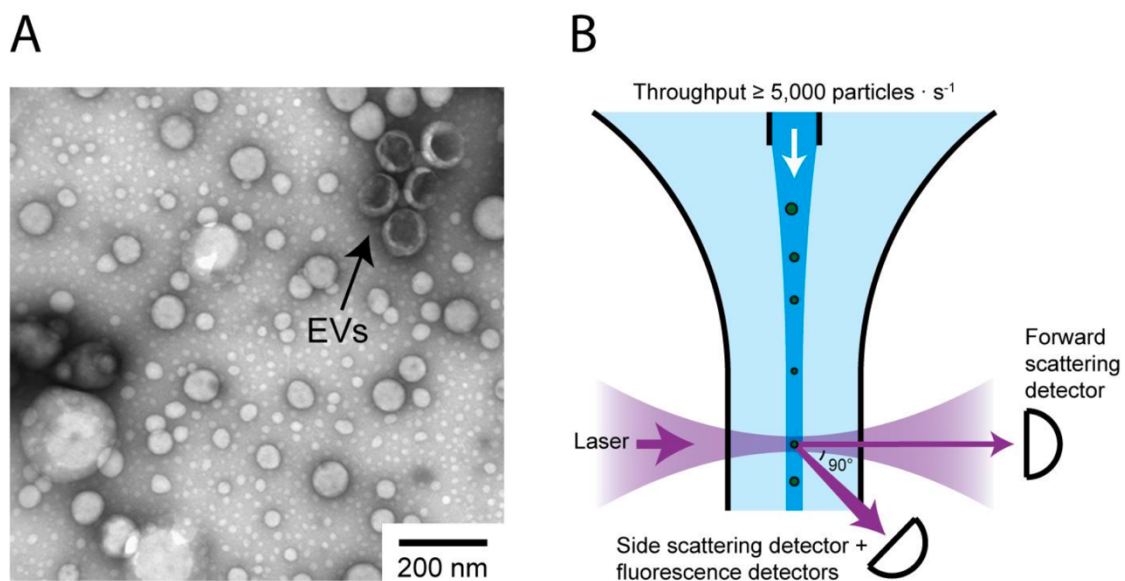 A
B
EVs
200 nm
Throughput ≥ 5,000 particles · s⁻¹
Forward
scattering
detector
Laser
90°
Side scattering detector +
fluorescence detectors